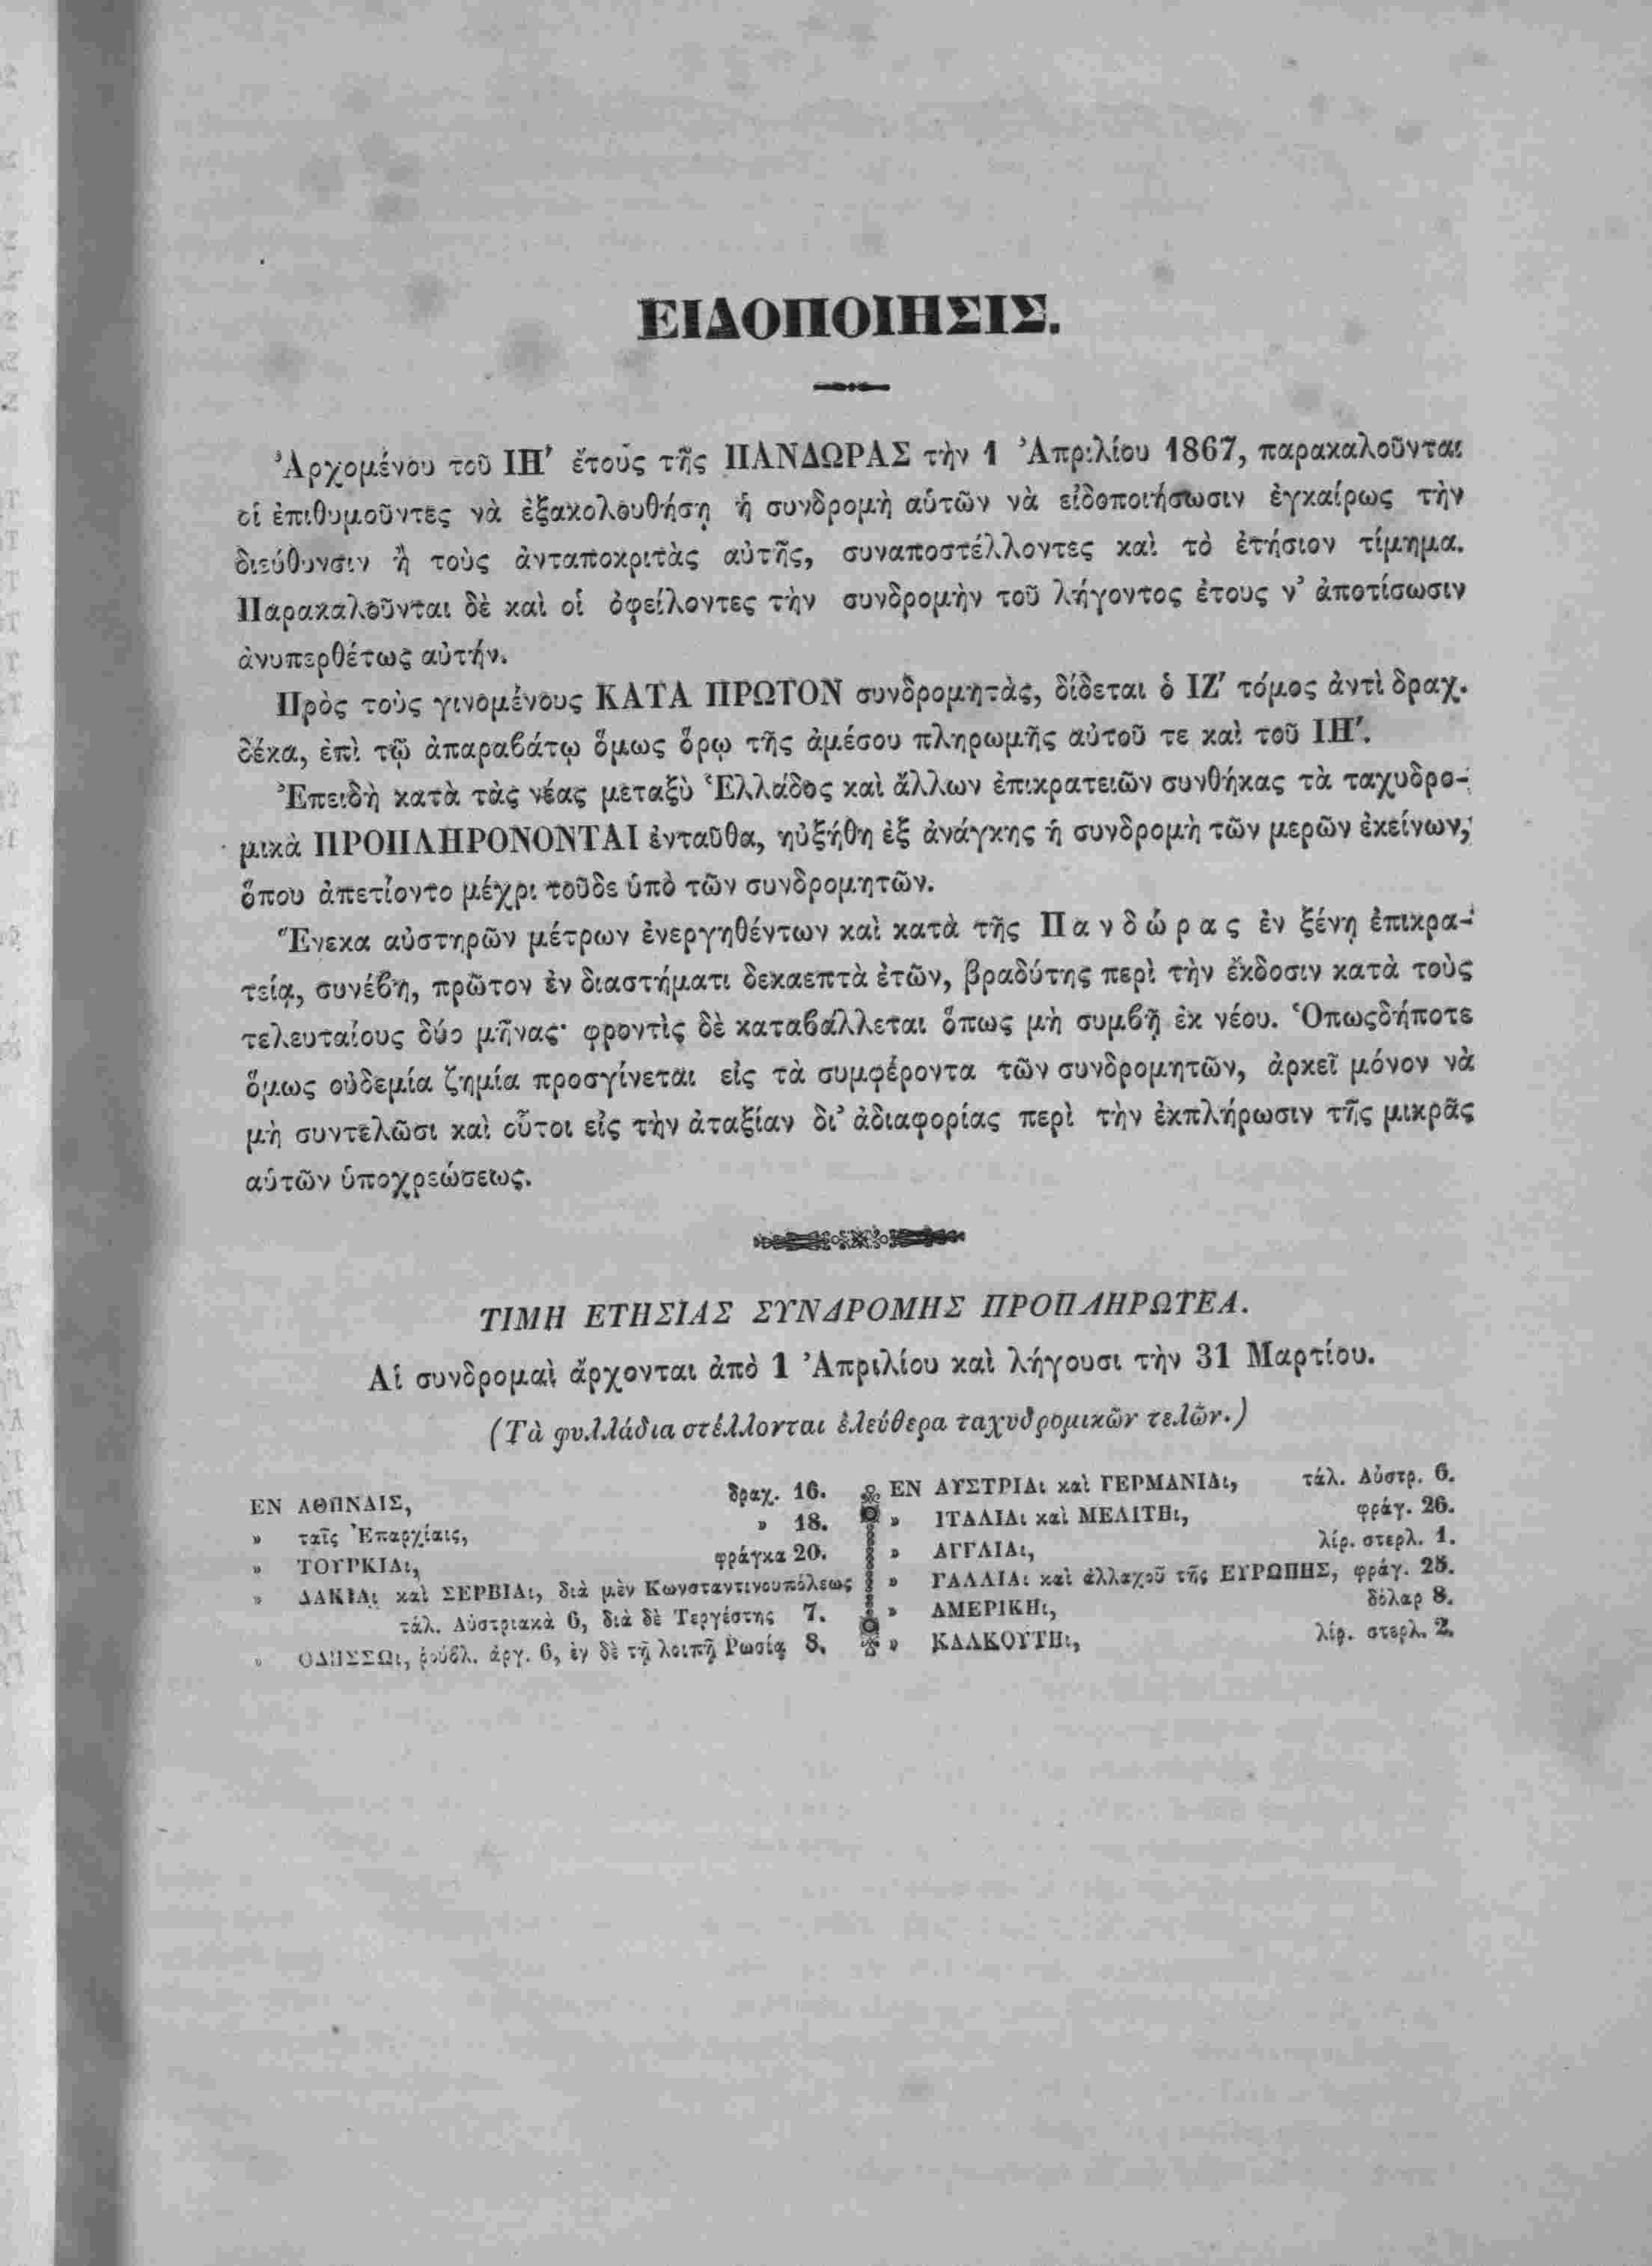 ΕΙΔΟΠΟΙΗΣΙΣ.
Ἀρχομένου τοῦ ΙΗ' ἔτους τῆς ΠΑΝΔΩΡΑΣ τὴν 1 Ἀπριλίου 1867, παρακαλοῦνται
οἱ ἐπιθυμοῦντες νὰ ἐξακολουθήσῃ ἡ συνδρομὴ αὑτῶν νὰ εἰδοποιήσωσιν ἐγκαίρως τὴν
διεύθυνσιν ἢ τοὺς ἀνταποκριτὰς αὐτῆς, συναποστέλλοντες καὶ τὸ ἐτήσιον τίμημα.
Παρακαλοῦνται δὲ καὶ οἱ ὀφείλοντες τὴν συνδρομὴν τοῦ λήγοντος ἔτους ν' ἀποτίσωσιν
ἀνυπερθέτως αὐτήν.
Πρὸς τοὺς γινομένους ΚΑΤΑ ΠΡΩΤΟΝ συνδρομητὰς, δίδεται ὁ ΙΖ' τόμος ἀντὶ δραχ.
δέκα, ἐπὶ τῷ ἀπαραβάτῳ ὅμως ὅρῳ τῆς ἀμέσου πληρωμῆς αὐτοῦ τε καὶ τοῦ ΙΗ'.
Ἐπειδὴ κατὰ τὰς νέας μεταξὺ Ἑλλάδος καὶ ἄλλων ἐπικρατειῶν συνθήκας τὰ ταχυδρο-
μικὰ ΠΡΟΠΛΗΡΟΝΟΝΤΑΙ ἐνταῦθα, ηὐξήθη ἐξ ἀνάγκης ἡ συνδρομὴ τῶν μερῶν ἐκείνων,
ὅπου ἀπετίοντο μέχρι τοῦδε ὑπὸ τῶν συνδρομητῶν.
Ἕνεκα αὐστηρῶν μέτρων ἐνεργηθέντων καὶ κατὰ τῆς Πανδώρας ἐν ξένῃ ἐπικρα-
τείᾳ, συνέβη, πρῶτον ἐν διαστήματι δεκαεπτὰ ἐτῶν, βραδύτης περὶ τὴν ἔκδοσιν κατὰ τοὺς
τελευταίους δύο μῆνας· φροντὶς δὲ καταβάλλεται ὅπως μὴ συμβῇ ἐκ νέου. Ὁπωςδήποτε
ὅμως οὐδεμία ζημία προσγίνεται εἰς τὰ συμφέροντα τῶν συνδρομητῶν, ἀρκεῖ μόνον νὰ
μὴ συντελῶσι καὶ οὗτοι εἰς τὴν ἀταξίαν δι' ἀδιαφορίας περὶ τὴν ἐκπλήρωσιν τῆς μικρᾶς
αὑτῶν ὑποχρεώσεως.
ΤΙΜΗ ΕΤΗΣΙΑΣ ΣΥΝΔΡΟΜΗΣ ΠΡΟΠΛΗΡΩΤΕΑ.
Αἱ συνδρομαὶ ἄρχονται ἀπὸ 1 Ἀπριλίου καὶ λήγουσι τὴν 31 Μαρτίου.
(Τὰ φυλλάδια στέλλονται ἐλεύθερα ταχυδρομικῶν τελῶν.)
ΕΝ ΑΘΗΝΑΙΣ, δραχ. 16.
» ταῖς Ἐπαρχίαις, » 18.
» ΤΟΥΡΚΙΑι, φράγκα 20.
» ΔΑΚΙΑι καὶ ΣΕΡΒΙΑι, διὰ μὲν Κωνσταντινουπόλεως
τάλ. Αὐστριακὰ 6, διὰ δὲ Τεργέστης 7.
» ΟΔΗΣΣΩι, ῥούβλ. ἀργ. 6, ἐν δὲ τῇ λοιπῇ Ρωσίᾳ 8.
ΕΝ ΑΥΣΤΡΙΑι καὶ ΓΕΡΜΑΝΙΑι, τάλ. Αὐστρ. 6.
» ΙΤΑΛΙΑι καὶ ΜΕΛΙΤΗι, φράγ. 26.
» ΑΓΓΛΙΑι, λίρ. στερλ. 1.
» ΓΑΛΛΙΑι καὶ ἀλλαχοῦ τῆς ΕΥΡΩΠΗΣ, φράγ. 25.
» ΑΜΕΡΙΚΗι, δόλαρ 8.
» ΚΑΛΚΟΥΤΗι, λίρ. στερλ. 2.